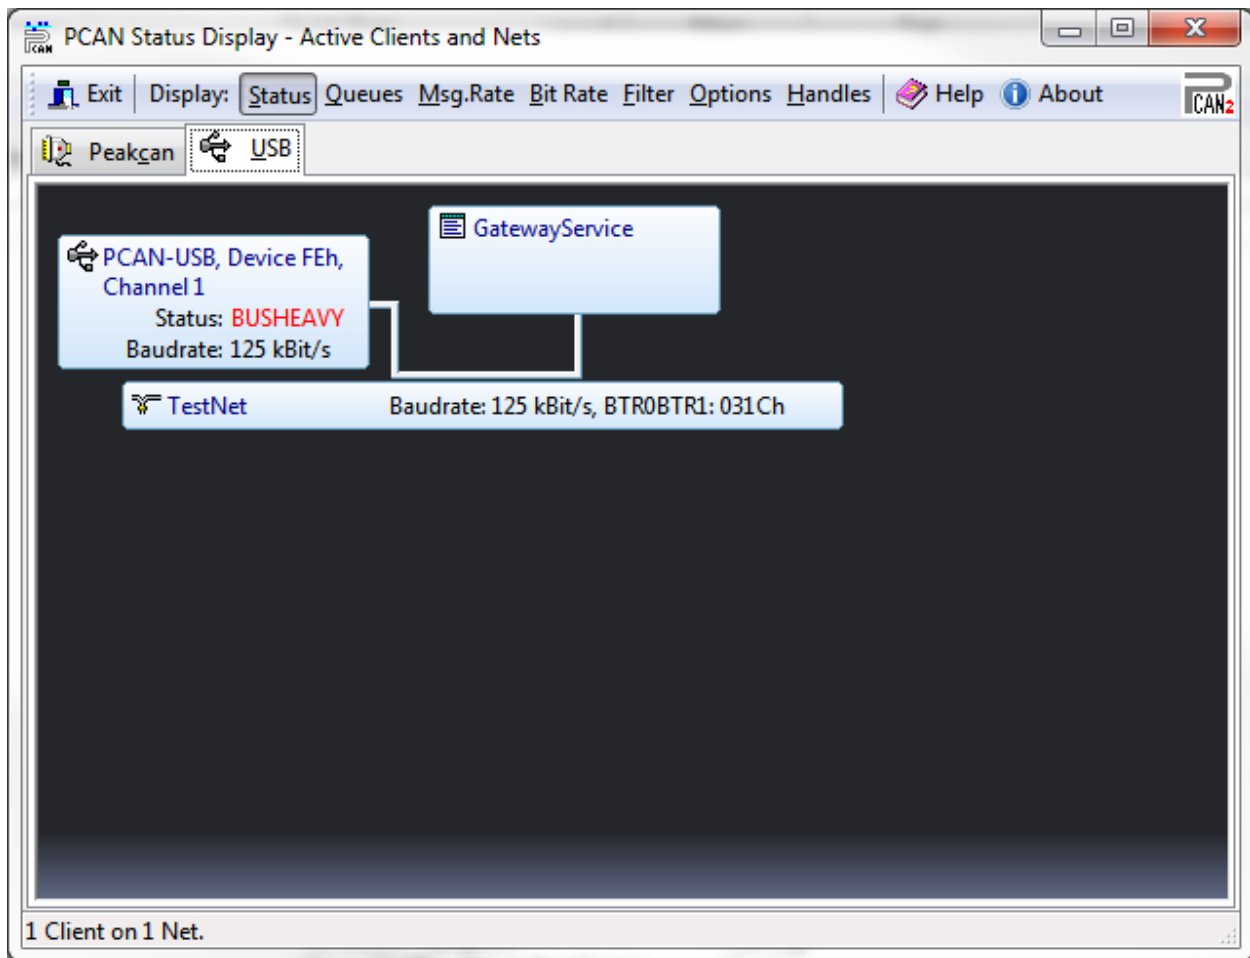 PCAN Status Display - Active Clients and Nets
Exit Display: Status Queues Msg.Rate Bit Rate Filter Options Handles Help About
PCAN2
Peakcan USB
GatewayService
PCAN-USB, Device FEh,
Channel 1
Status: BUSHEAVY
Baudrate: 125 kBit/s
TestNet Baudrate: 125 kBit/s, BTR0BTR1: 031Ch
1 Client on 1 Net.